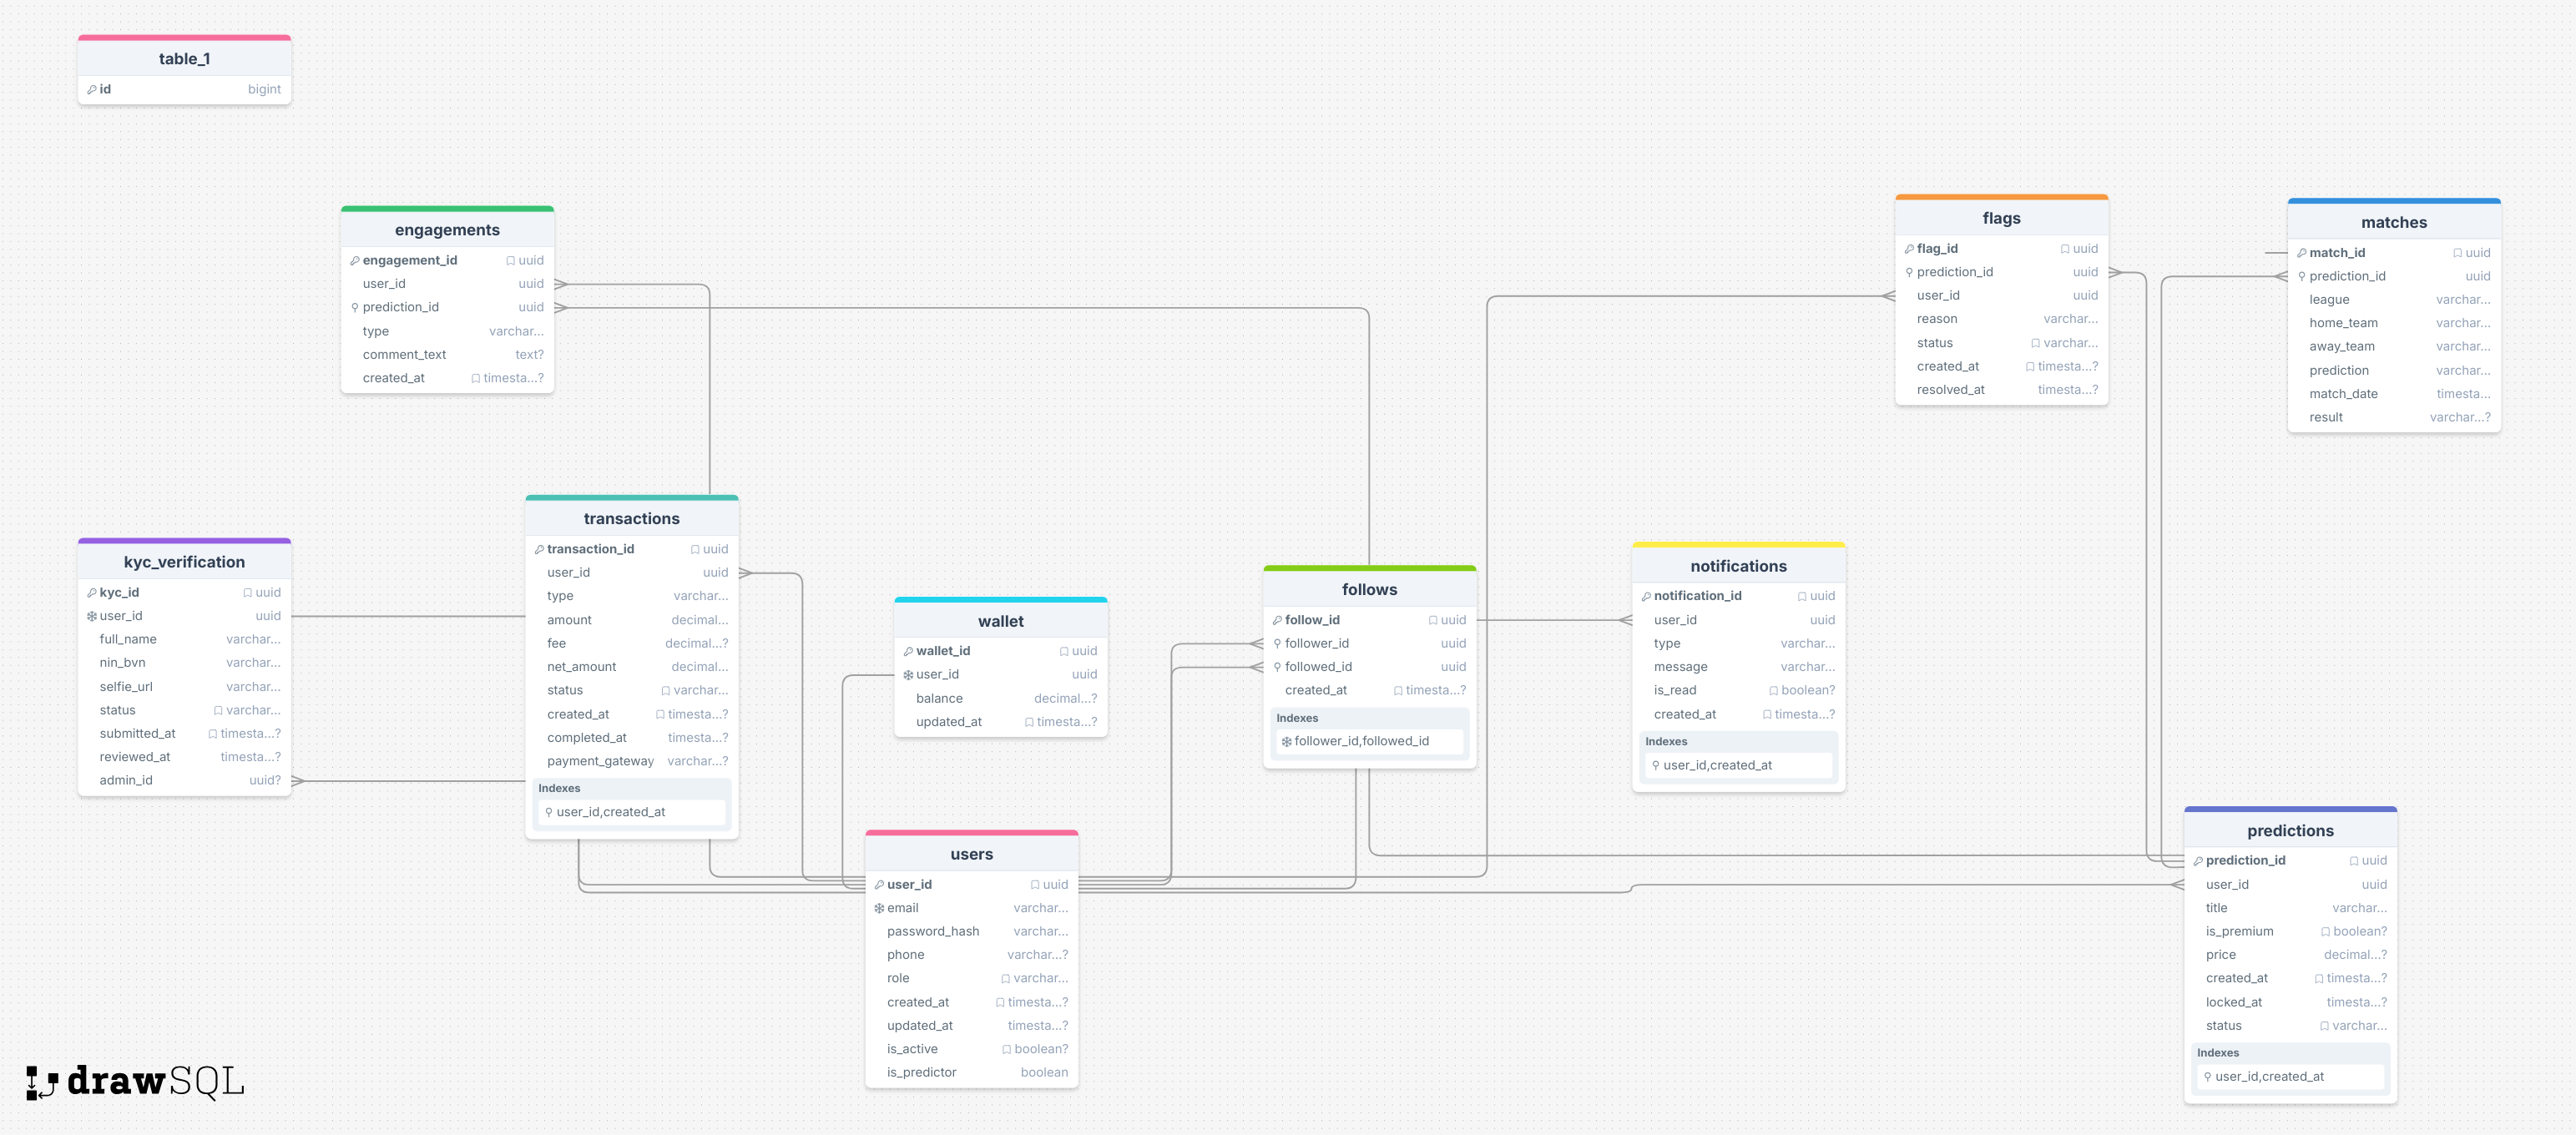 table_1
id bigint
engagements
engagement_id uuid
user_id uuid
prediction_id uuid
type varchar...
comment_text text?
created_at timesta...?
flags
flag_id uuid
prediction_id uuid
user_id uuid
reason varchar...
status varchar...
created_at timesta...?
resolved_at timesta...?
matches
match_id uuid
prediction_id uuid
league varchar...
home_team varchar...
away_team varchar...
prediction varchar...
match_date timesta...
result varchar...?
kyc_verification
kyc_id uuid
user_id uuid
full_name varchar...
nin_bvn varchar...
selfie_url varchar...
status varchar...
submitted_at timesta...?
reviewed_at timesta...?
admin_id uuid?
transactions
transaction_id uuid
user_id uuid
type varchar...
amount decimal...
fee decimal...?
net_amount decimal...
status varchar...
created_at timesta...?
completed_at timesta...?
payment_gateway varchar...?
Indexes
user_id,created_at
wallet
wallet_id uuid
user_id uuid
balance decimal...?
updated_at timesta...?
follows
follow_id uuid
follower_id uuid
followed_id uuid
created_at timesta...?
Indexes
follower_id,followed_id
notifications
notification_id uuid
user_id uuid
type varchar...
message varchar...
is_read boolean?
created_at timesta...?
Indexes
user_id,created_at
users
user_id uuid
email varchar...
password_hash varchar...
phone varchar...?
role varchar...
created_at timesta...?
updated_at timesta...?
is_active boolean?
is_predictor boolean
predictions
prediction_id uuid
user_id uuid
title varchar...
is_premium boolean?
price decimal...?
created_at timesta...?
locked_at timesta...?
status varchar...
Indexes
user_id,created_at
drawSQL